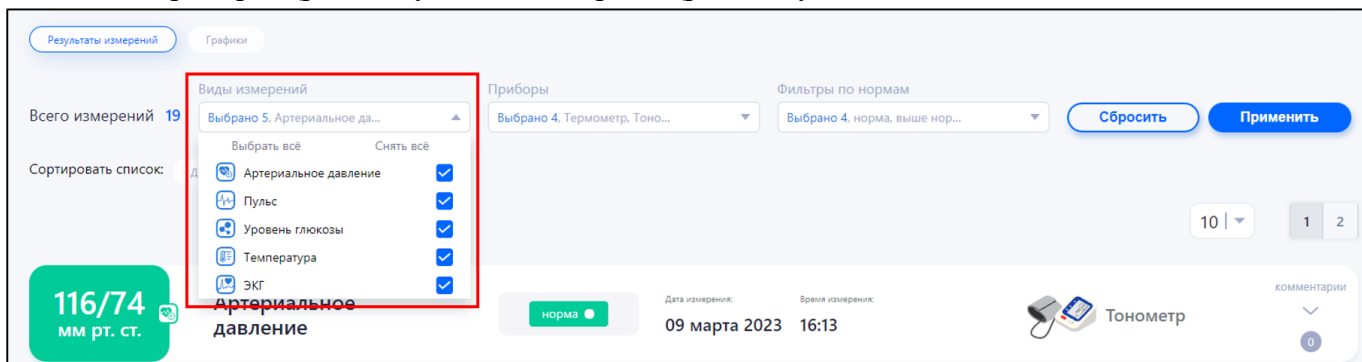 Результаты измерений Графики
Виды измерений Приборы Фильтры по нормам
Всего измерений 19 Выбрано 5, Артериальное да... Выбрано 4, Термометр, Тоно... Выбрано 4, норма, выше нор... Сбросить Применить
Выбрать всё Снять всё
Сортировать список: Артериальное давление
Пульс
10 1 2
Уровень глюкозы
Температура
ЭКГ
комментарии
116/74 Артериальное Дата измерения: Время измерения:
мм рт. ст. давление норма 09 марта 2023 16:13 Тонометр
0